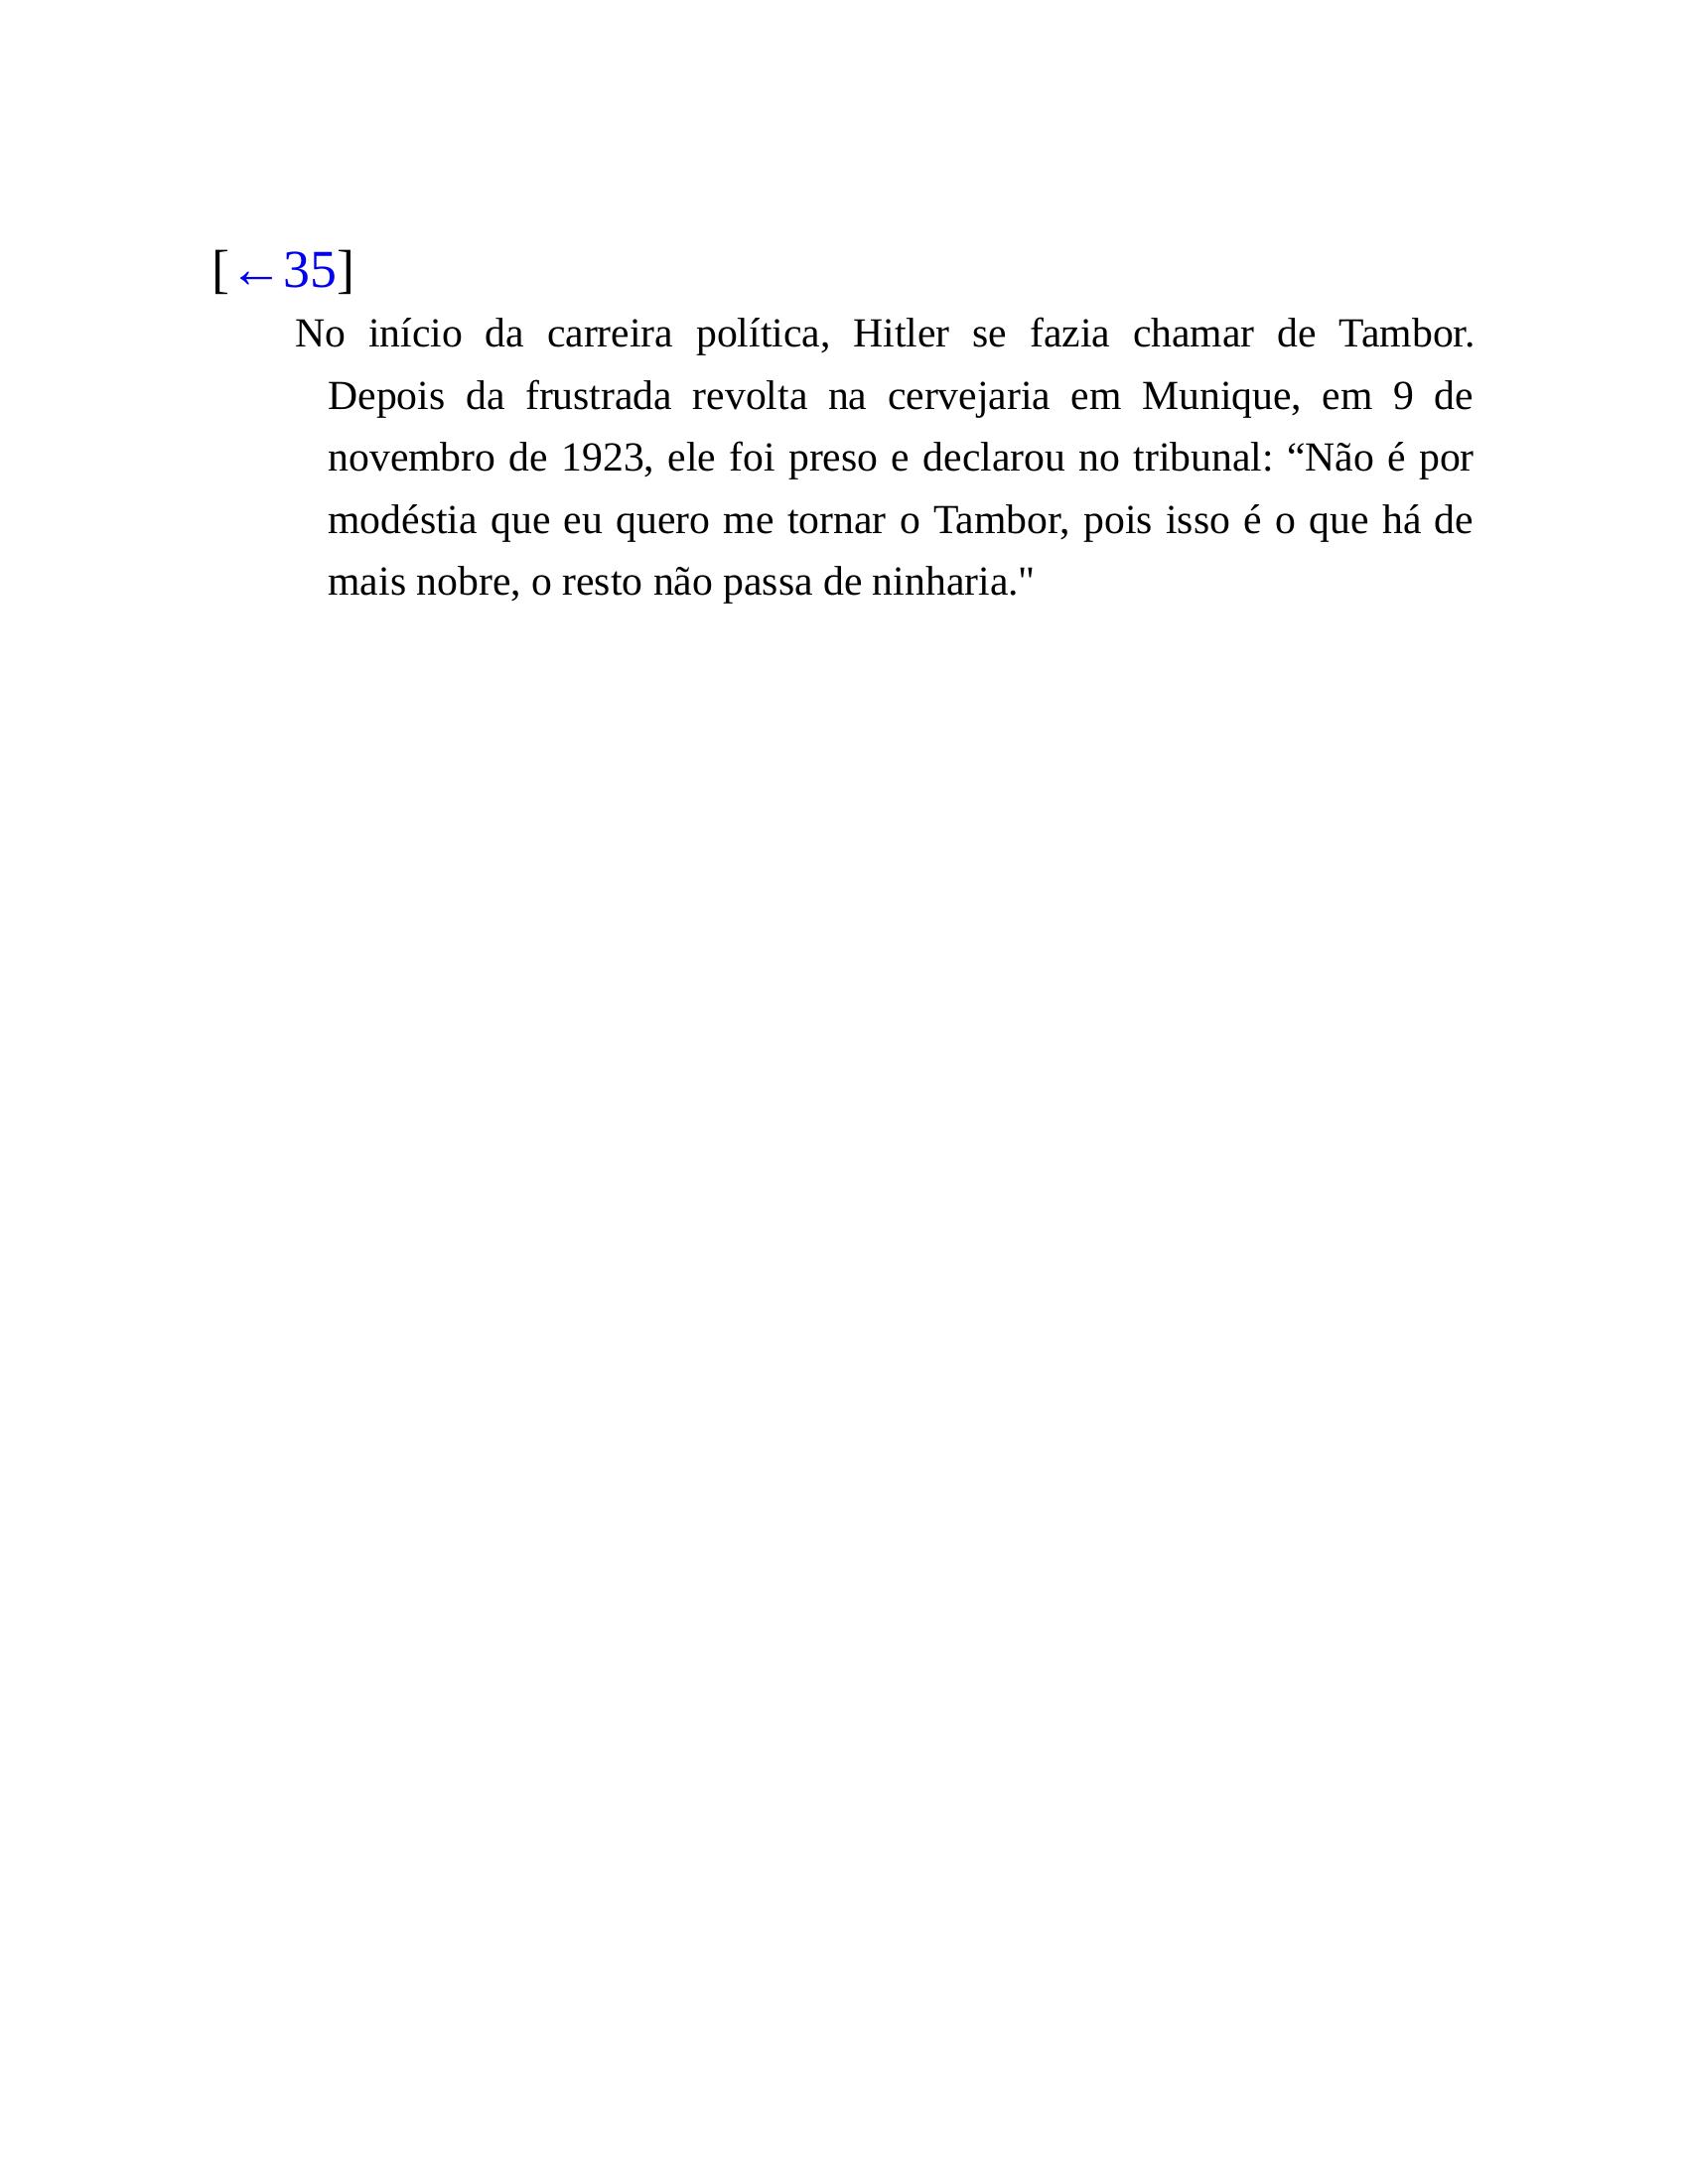 [←35]
No início da carreira política, Hitler se fazia chamar de Tambor.
Depois da frustrada revolta na cervejaria em Munique, em 9 de
novembro de 1923, ele foi preso e declarou no tribunal: “Não é por
modéstia que eu quero me tornar o Tambor, pois isso é o que há de
mais nobre, o resto não passa de ninharia."